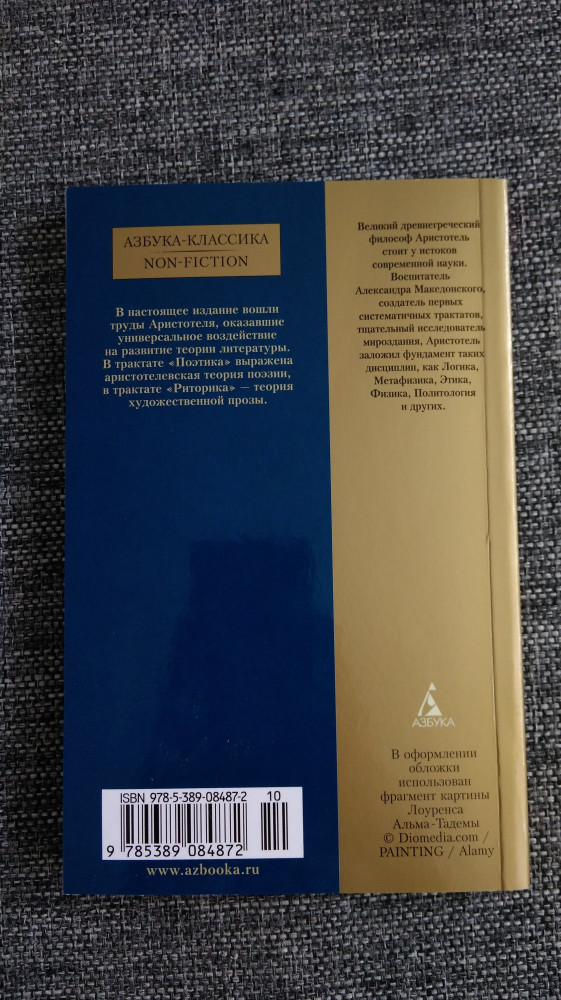 АЗБУКА-КЛАССИКА
NON-FICTION
В настоящее издание вошли
труды Аристотеля, оказавшие
универсальное воздействие
на развитие теории литературы.
В трактате «Поэтика» выражена
аристотелевская теория поэзии,
в трактате «Риторика» — теория
художественной прозы.
Великий древнегреческий
философ Аристотель
стоит у истоков
современной науки.
Воспитатель
Александра Македонского,
создатель первых
систематичных трактатов,
тщательный исследователь
мироздания, Аристотель
заложил фундамент таких
дисциплин, как Логика,
Метафизика, Этика,
Физика, Политология
и других.
АЗБУКА
В оформлении
обложки
использован
фрагмент картины
Лоуренса
Альма-Тадемы
© Diomedia.com /
PAINTING / Alamy
ISBN 978-5-389-08487-2 10
9 785389 084872
www.azbooka.ru